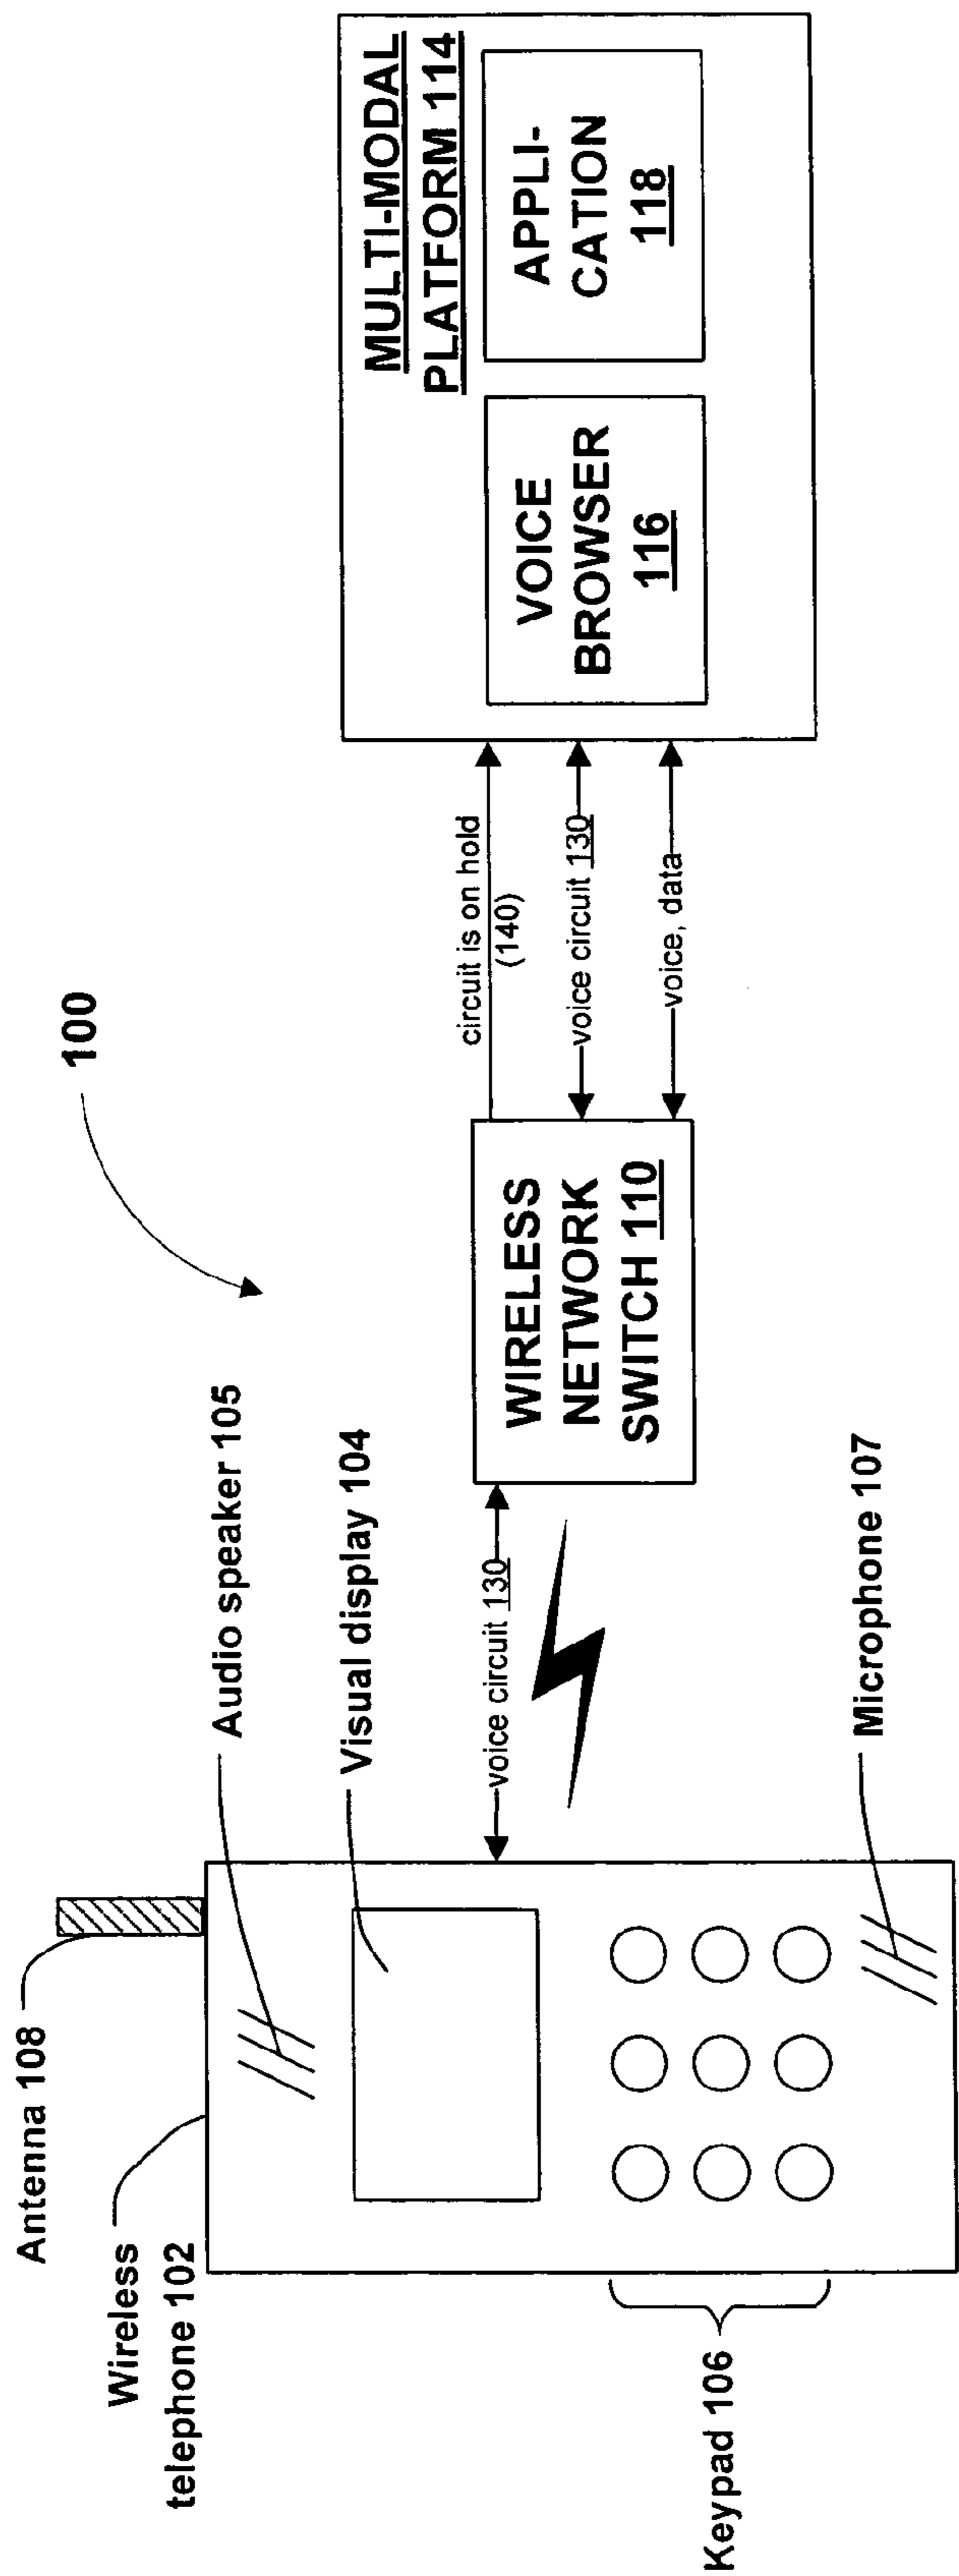 100
Antenna 108
Wireless
telephone 102
Audio speaker 105
Visual display 104
Keypad 106
Microphone 107
voice circuit 130
WIRELESS
NETWORK
SWITCH 110
circuit is on hold
(140)
voice circuit 130
voice, data
MULTI-MODAL
PLATFORM 114
VOICE
BROWSER
116
APPLI-
CATION
118